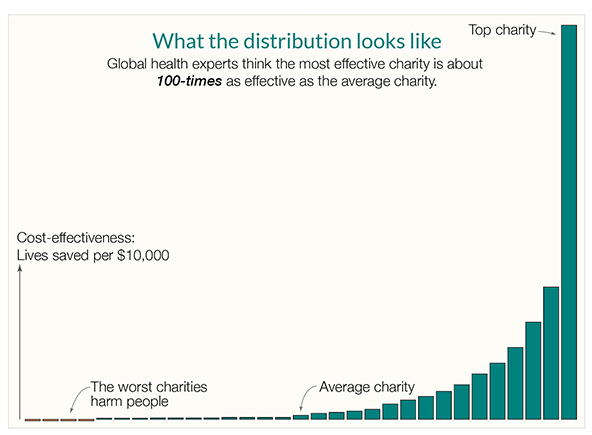 What the distribution looks like
Global health experts think the most effective charity is about
100-times as effective as the average charity.
Top charity
Cost-effectiveness:
Lives saved per $10,000
The worst charities
harm people
Average charity